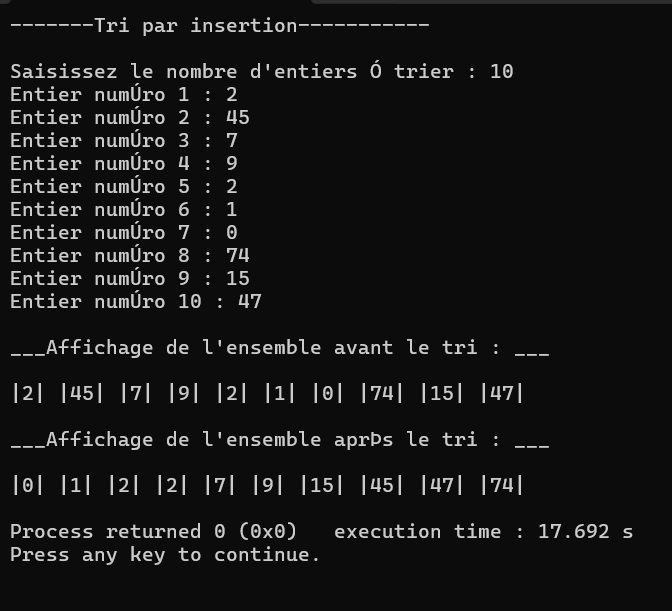 -------Tri par insertion-----------
Saisissez le nombre d'entiers Ó trier : 10
Entier numÚro 1 : 2
Entier numÚro 2 : 45
Entier numÚro 3 : 7
Entier numÚro 4 : 9
Entier numÚro 5 : 2
Entier numÚro 6 : 1
Entier numÚro 7 : 0
Entier numÚro 8 : 74
Entier numÚro 9 : 15
Entier numÚro 10 : 47
___Affichage de l'ensemble avant le tri : ___
|2| |45| |7| |9| |2| |1| |0| |74| |15| |47|
___Affichage de l'ensemble aprÞs le tri : ___
|0| |1| |2| |2| |7| |9| |15| |45| |47| |74|
Process returned 0 (0x0)   execution time : 17.692 s
Press any key to continue.